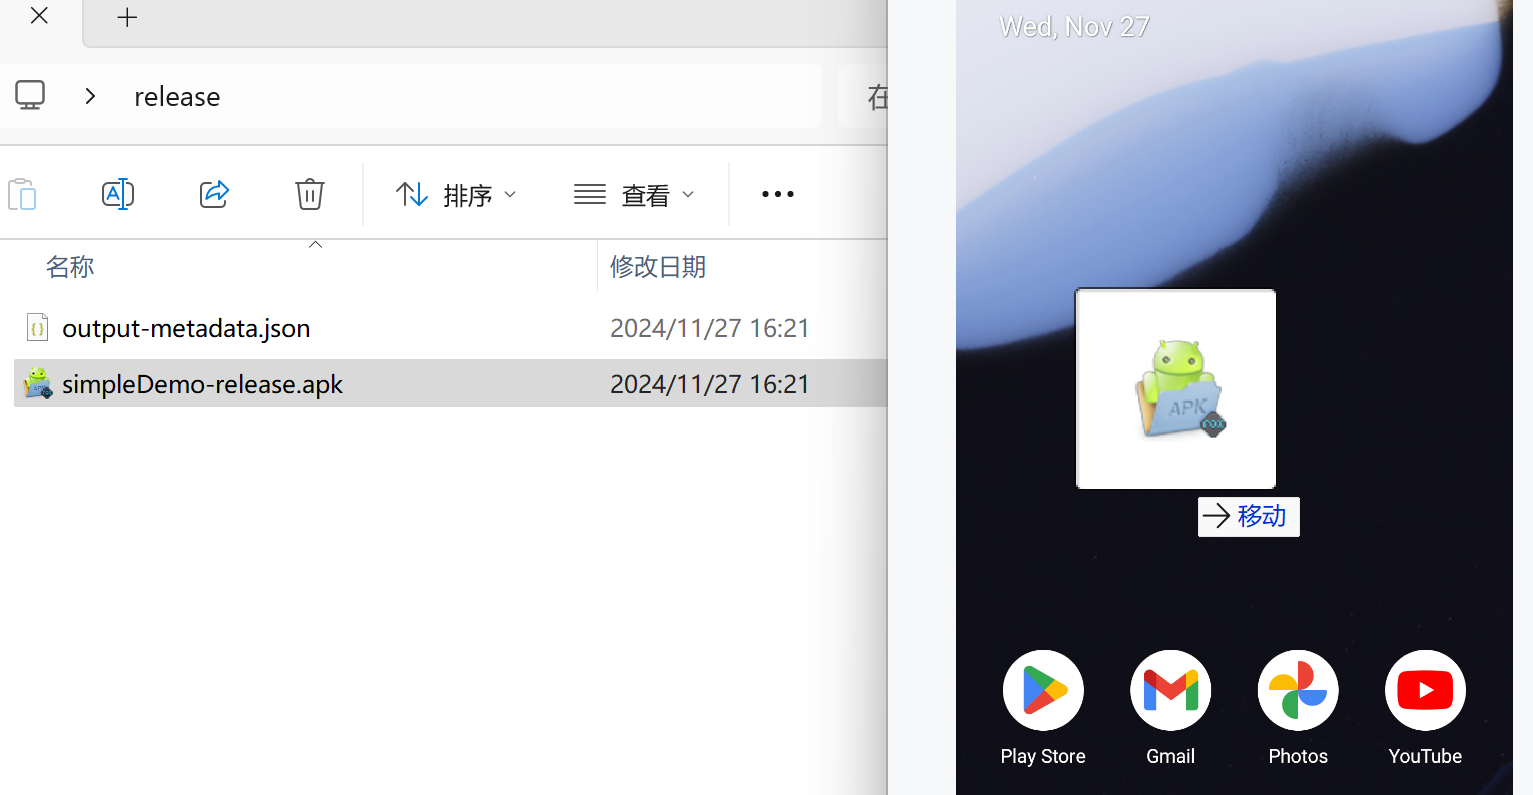 release
在
排序
查看
名称
修改日期
output-metadata.json
2024/11/27 16:21
simpleDemo-release.apk
2024/11/27 16:21
Wed, Nov 27
APK
nox
移动
Play Store
Gmail
Photos
YouTube